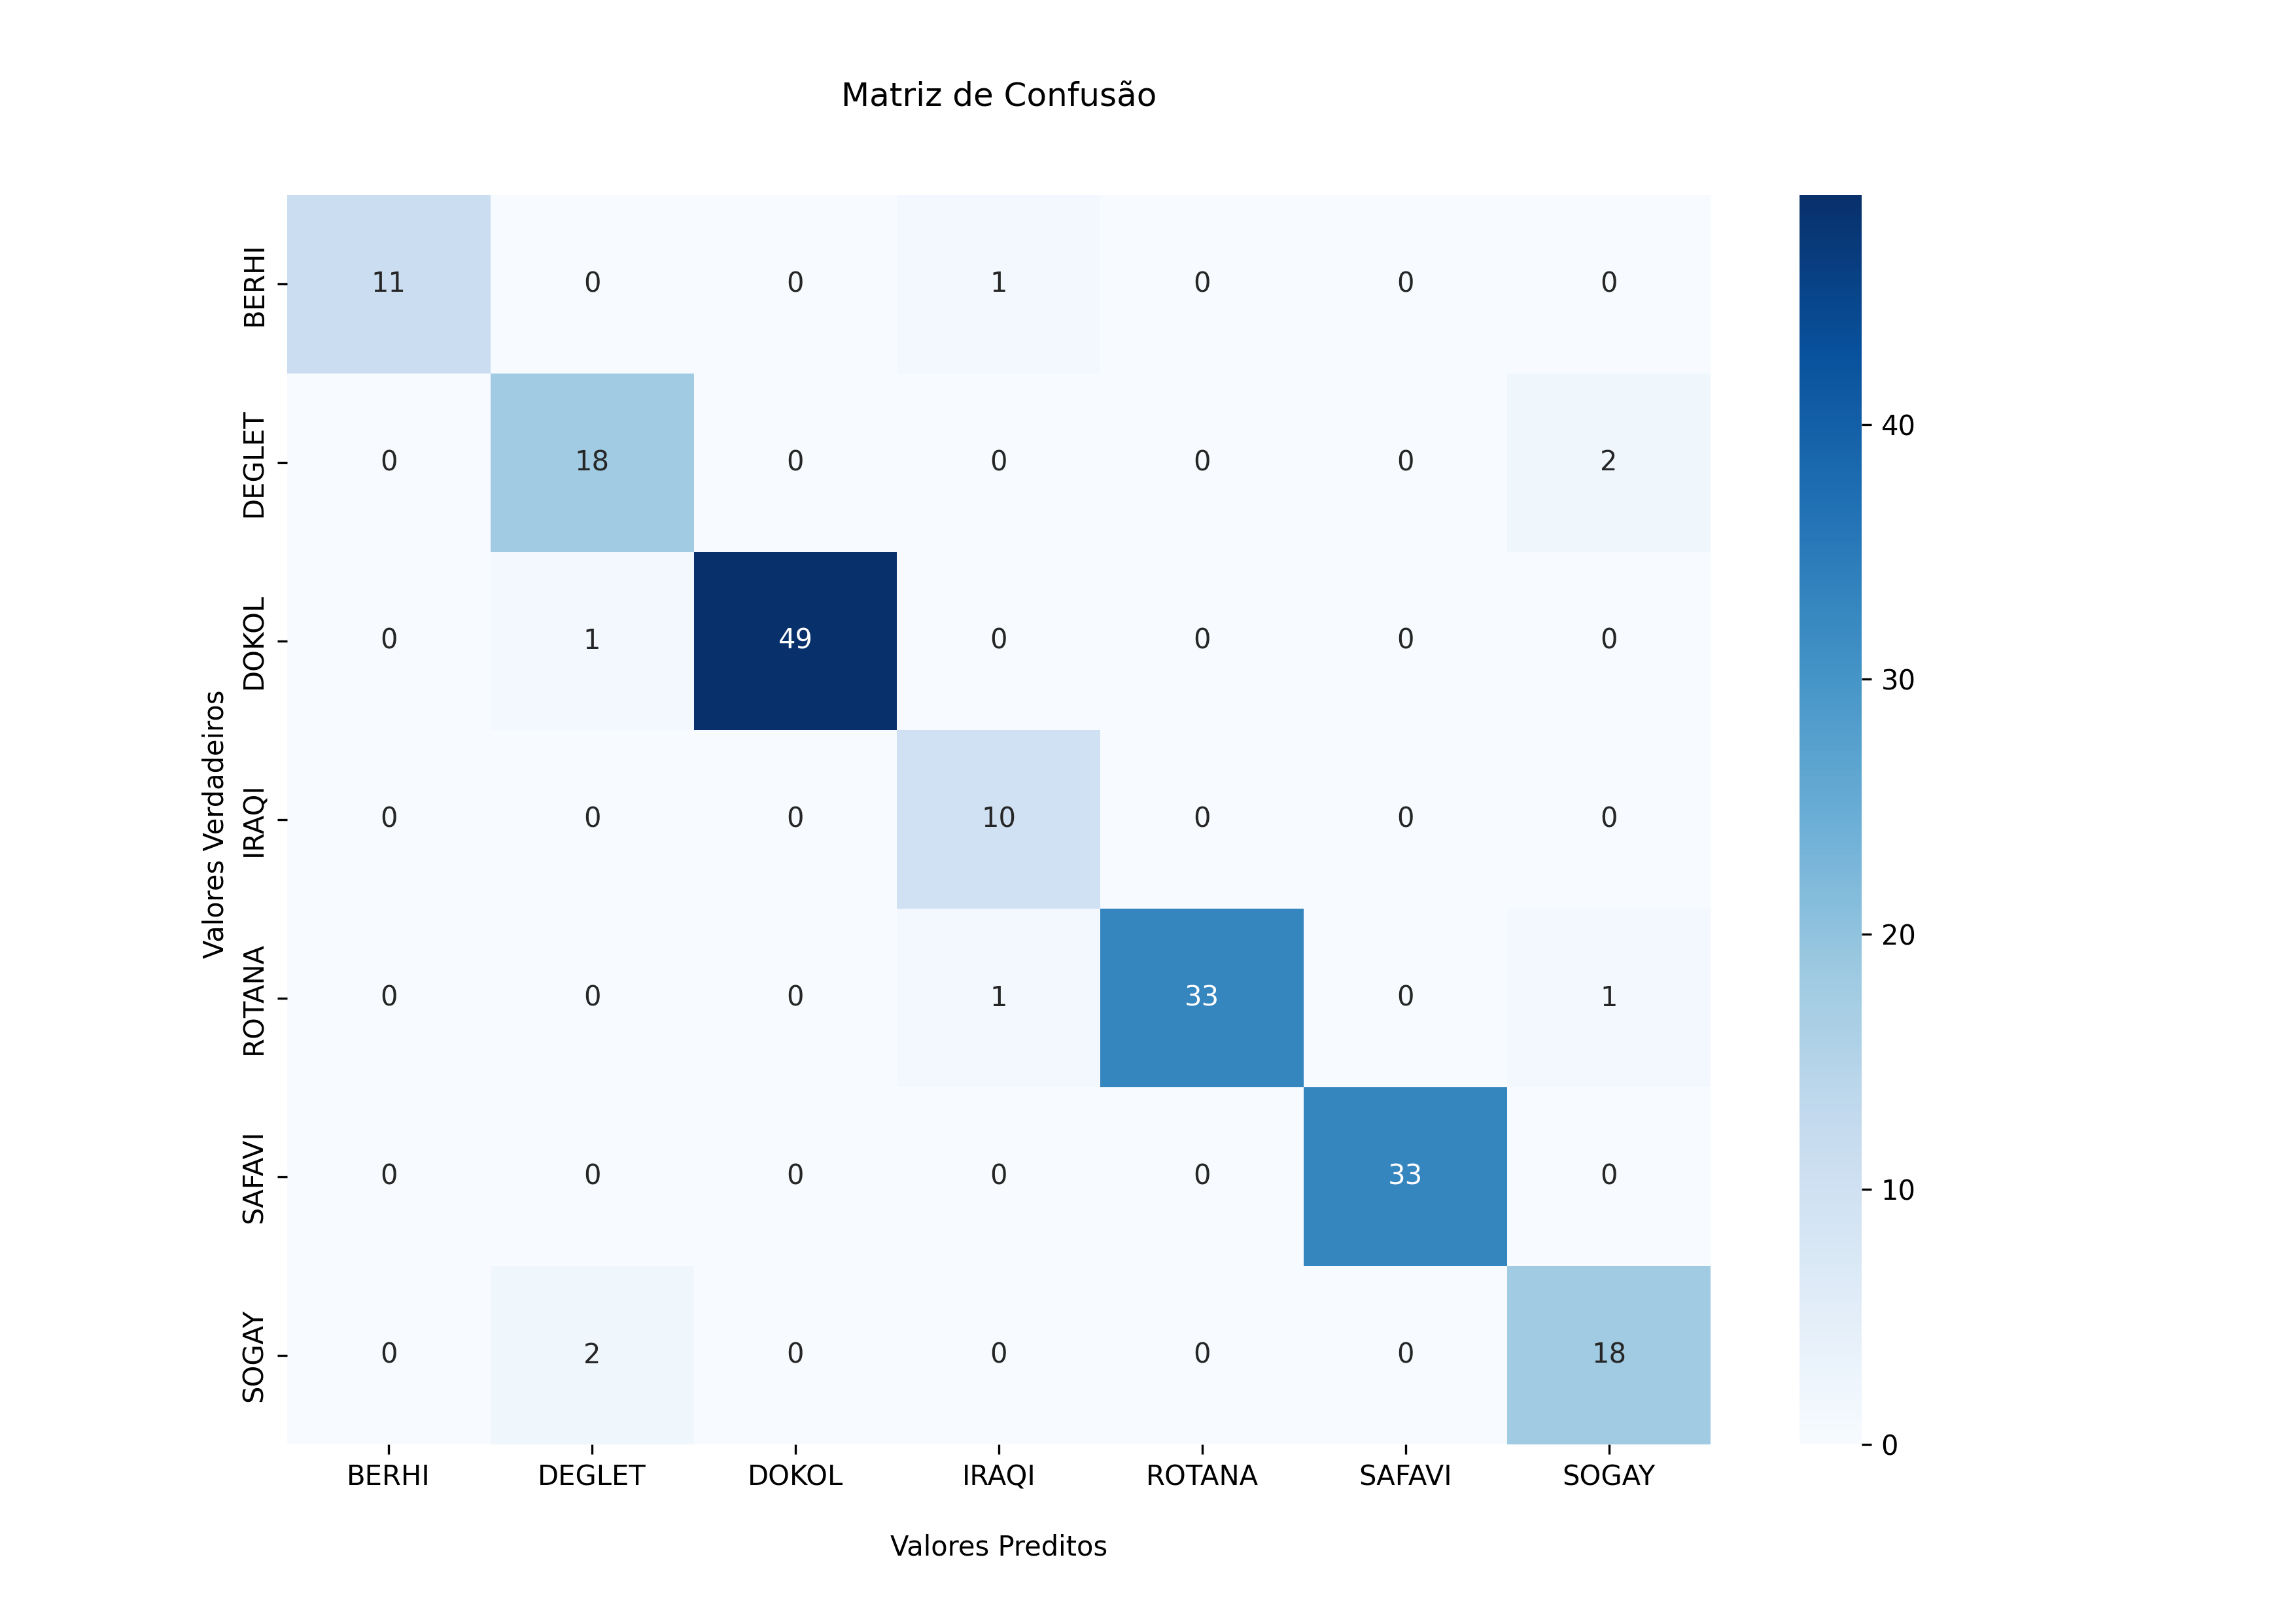 Matriz de Confusão
Valores Verdadeiros
BERHI 11 0 0 1 0 0 0
DEGLET 0 18 0 0 0 0 2
DOKOL 0 1 49 0 0 0 0
IRAQI 0 0 0 10 0 0 0
ROTANA 0 0 0 1 33 0 1
SAFAVI 0 0 0 0 0 33 0
SOGAY 0 2 0 0 0 0 18
BERHI DEGLET DOKOL IRAQI ROTANA SAFAVI SOGAY
Valores Preditos
40
30
20
10
0